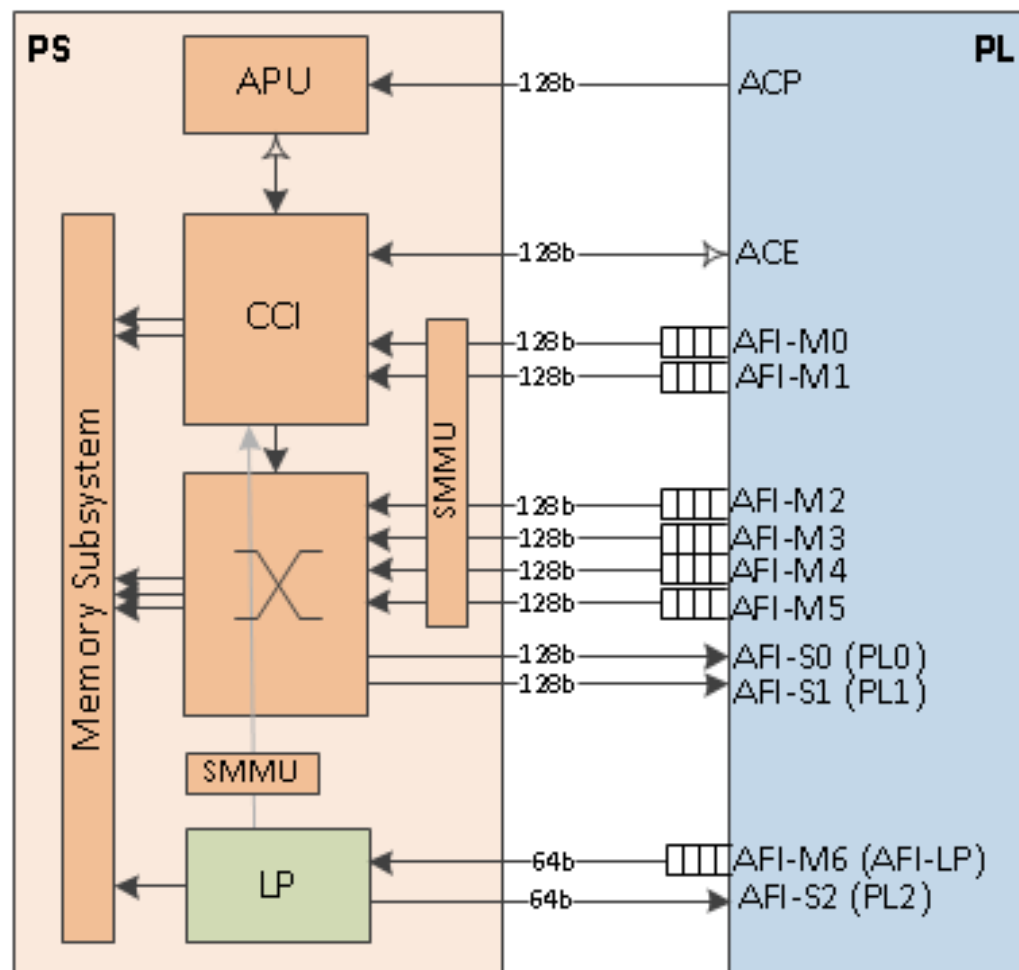 PS
PL
APU
128b
ACP
128b
ACE
CCI
128b
AFI-M0
128b
AFI-M1
SMMU
Memory Subsystem
128b
AFI-M2
128b
AFI-M3
128b
AFI-M4
128b
AFI-M5
128b
AFI-S0 (PL0)
128b
AFI-S1 (PL1)
SMMU
LP
64b
AFI-M6 (AFI-LP)
64b
AFI-S2 (PL2)